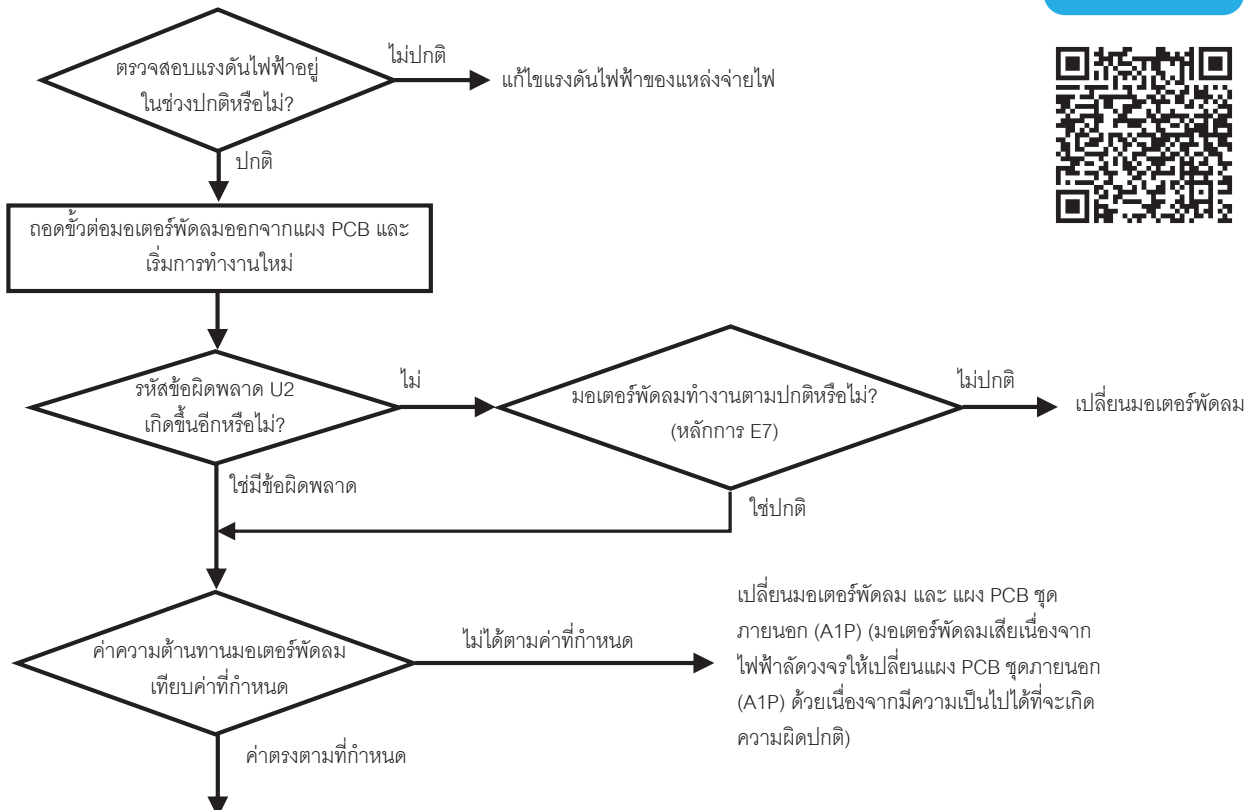 ตรวจสอบแรงดันไฟฟ้าอยู่
ในช่วงปกติหรือไม่?
ไม่ปกติ
แก้ไขแรงดันไฟฟ้าของแหล่งจ่ายไฟ
ปกติ
ถอดขั้วต่อมอเตอร์พัดลมออกจากแผง PCB และ
เริ่มการทำงานใหม่
รหัสข้อผิดพลาด U2
เกิดขึ้นอีกหรือไม่?
ไม่
มอเตอร์พัดลมทำงานตามปกติหรือไม่?
(หลักการ E7)
ไม่ปกติ
เปลี่ยนมอเตอร์พัดลม
ใช่มีข้อผิดพลาด
ใช่ปกติ
ค่าความต้านทานมอเตอร์พัดลม
เทียบค่าที่กำหนด
ไม่ได้ตามค่าที่กำหนด
เปลี่ยนมอเตอร์พัดลม และ แผง PCB ชุด
ภายนอก (A1P) (มอเตอร์พัดลมเสียเนื่องจาก
ไฟฟ้าลัดวงจรให้เปลี่ยนแผง PCB ชุดภายนอก
(A1P) ด้วยเนื่องจากมีความเป็นไปได้ที่จะเกิด
ความผิดปกติ)
ค่าตรงตามที่กำหนด